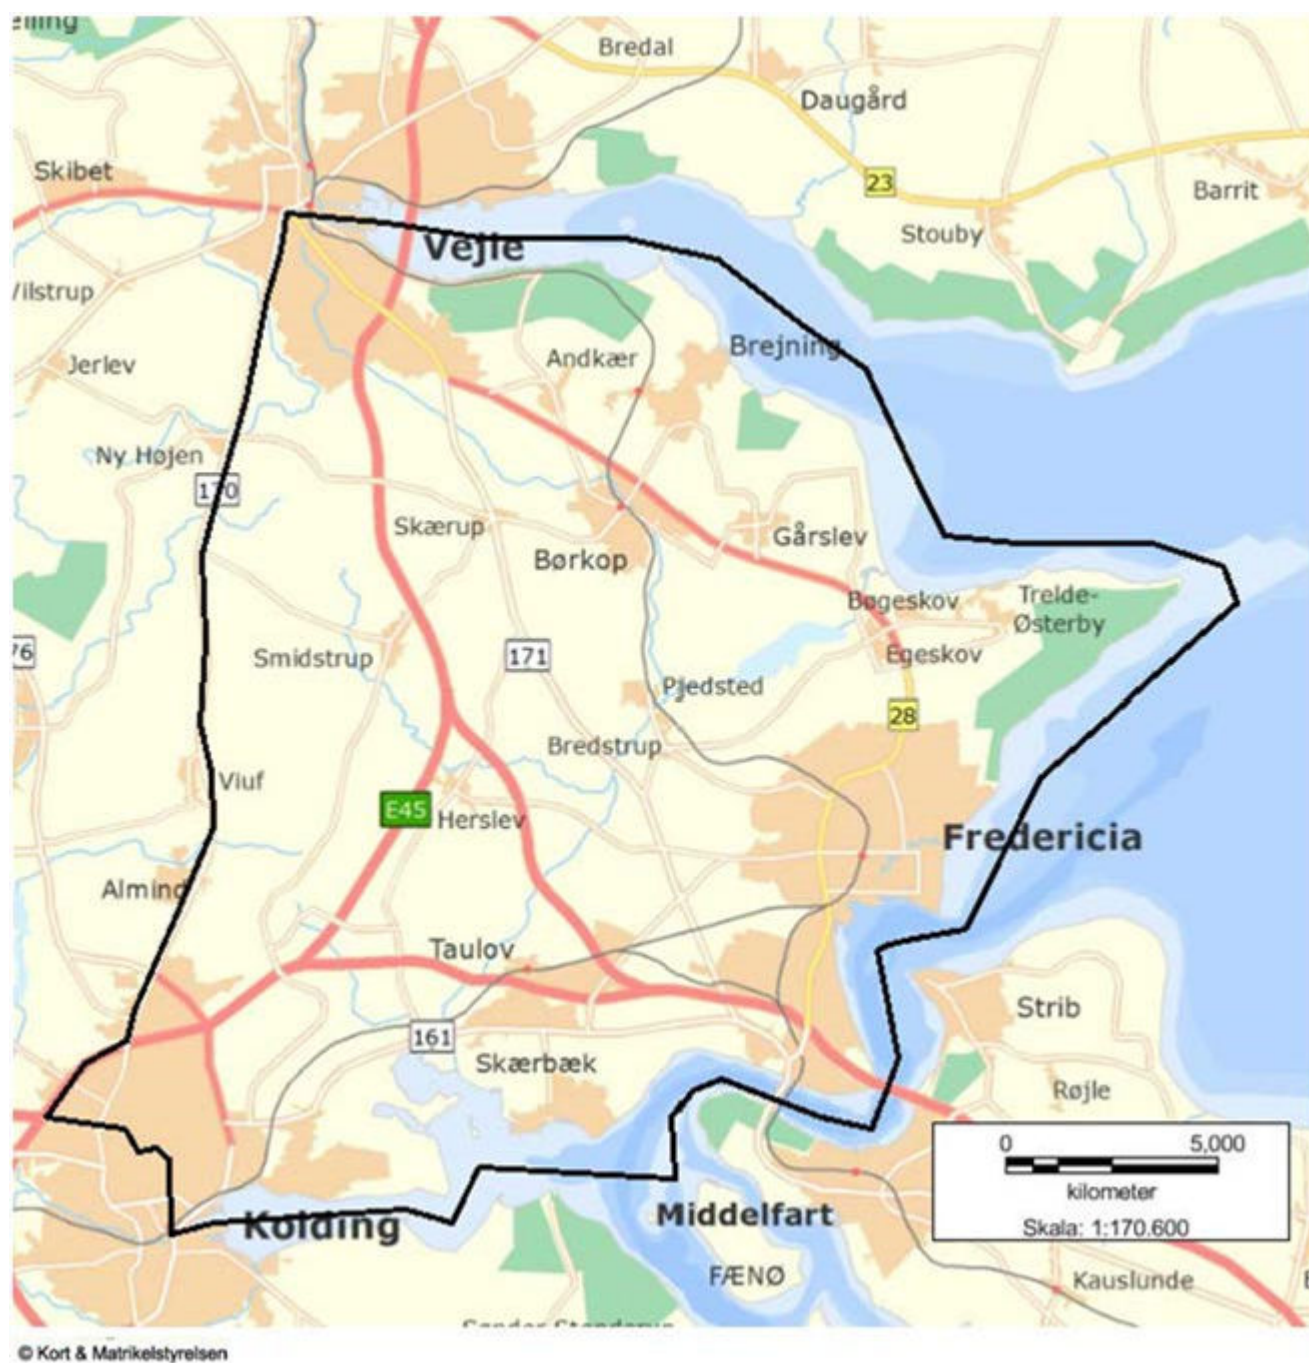 Bredal
Daugård
Skibet
23
Barrit
Stouby
Vejle
Vilstrup
Brejning
Andkær
Jerlev
Ny Højen
170
Skærup
Gårslev
Børkop
Bøgeskov
Trelde-
Østerby
76
Smidstrup
171
Egeskov
Pjedsted
28
Bredstrup
Viuf
E45
Herslev
Fredericia
Almind
Taulov
Strib
161
Skærbæk
Røjle
0 5,000
kilometer
Skala: 1:170.600
Kolding
Middelfart
FÆNØ
Kauslunde
© Kort & Matrikelstyrelsen